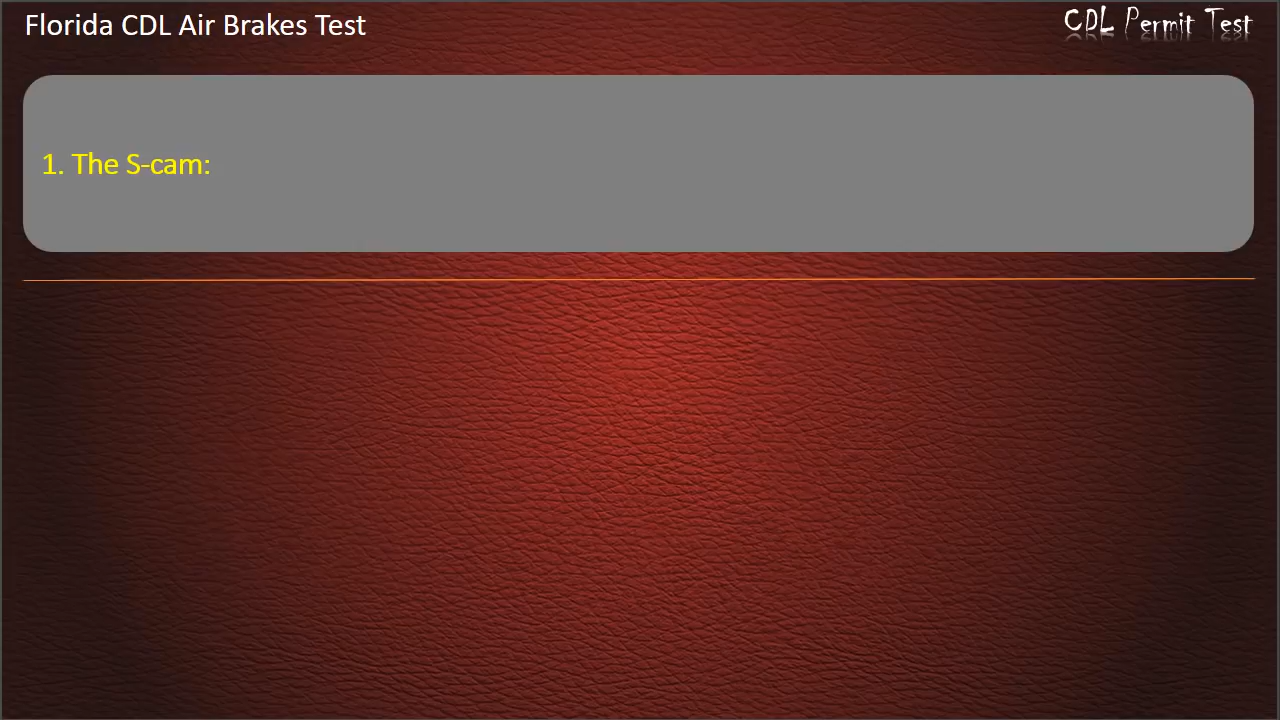 Florida CDL Air Brakes Test
CDL Permit Test
1. The S-cam: